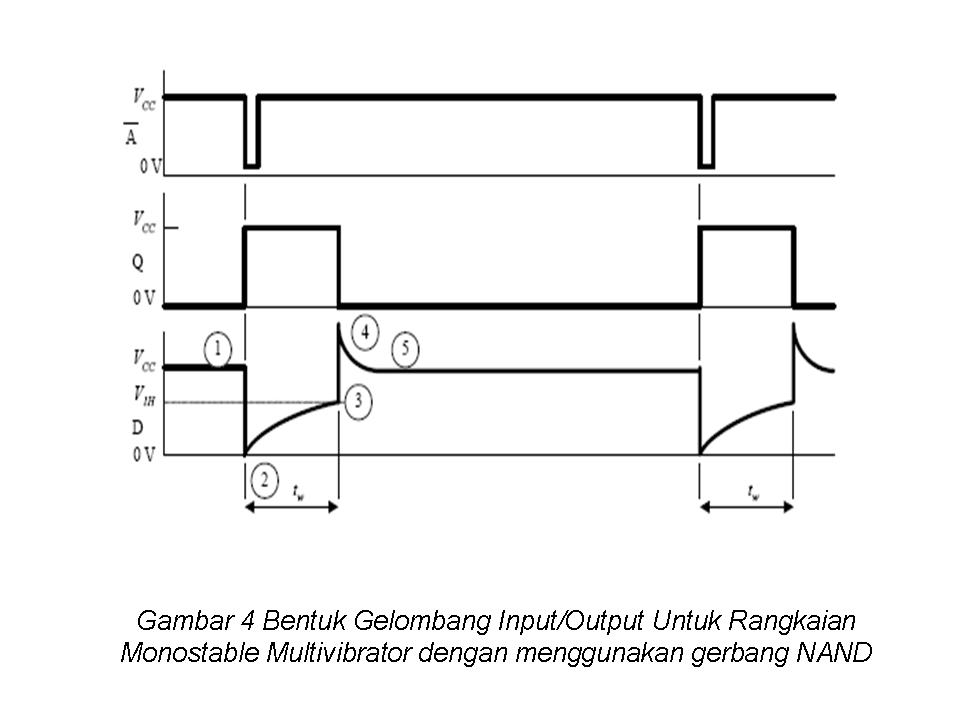 V_CC
A̅
0 V
V_CC
Q
0 V
1
4
5
V_CC
V_IH
3
D
0 V
2
t_w
t_w
Gambar 4 Bentuk Gelombang Input/Output Untuk Rangkaian
Monostable Multivibrator dengan menggunakan gerbang NAND